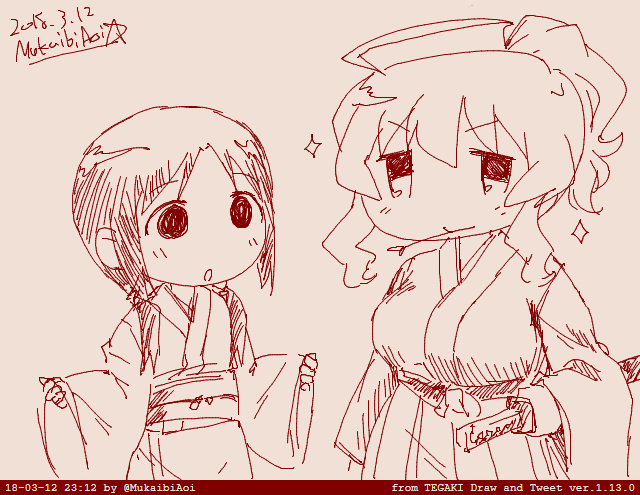 2018.3.12
MukaibiAoi
18-03-12 23:12 by @MukaibiAoi
from TEGAKI Draw and Tweet ver.1.13.0